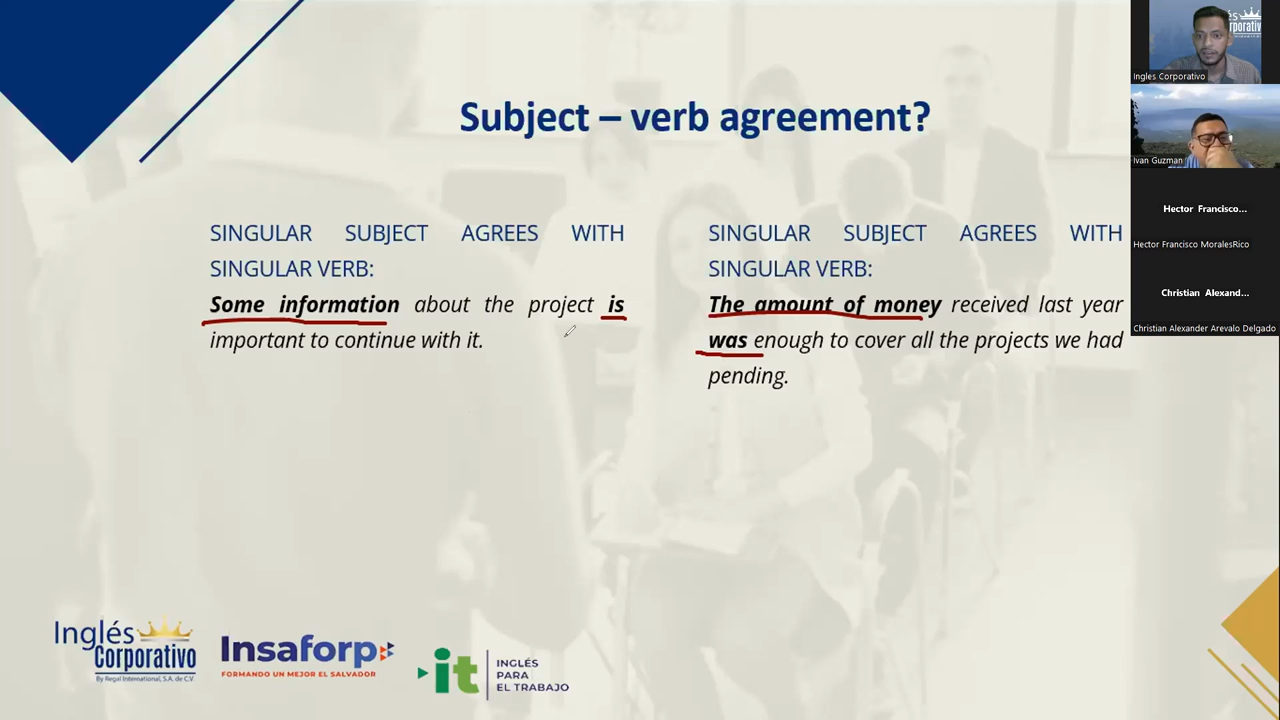 Subject – verb agreement?
SINGULAR SUBJECT AGREES WITH
SINGULAR VERB:
Some information about the project is
important to continue with it.
SINGULAR SUBJECT AGREES WITH
SINGULAR VERB:
The amount of money received last year
was enough to cover all the projects we had
pending.
Ingles Corporativo
Ivan Guzman
Hector Francisco...
Hector Francisco MoralesRico
Christian Alexand...
Christian Alexander Arevalo Delgado
Inglés
Corporativo
By Regal International, S.A. de C.V
Insaforp
FORMANDO UN MEJOR EL SALVADOR
it
INGLÉS
PARA
EL TRABAJO